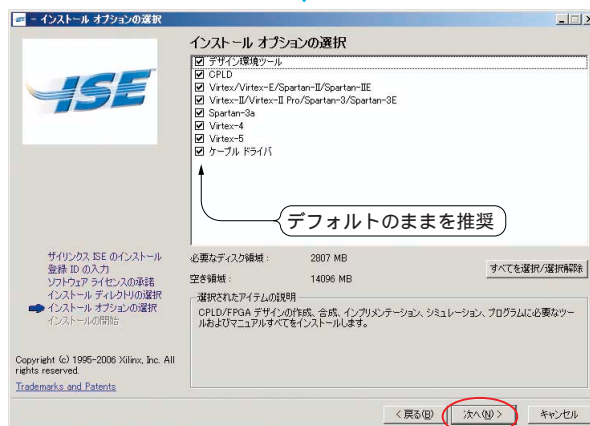 - インストール オプションの選択
ISE
インストール オプションの選択
デザイン環境ツール
CPLD
Virtex/Virtex-E/Spartan-II/Spartan-IIE
Virtex-II/Virtex-II Pro/Spartan-3/Spartan-3E
Spartan-3a
Virtex-4
Virtex-5
ケーブル ドライバ
デフォルトのままを推奨
サイリンクス ISE のインストール
登録 ID の入力
ソフトウェア ライセンスの承諾
インストール ディレクトリの選択
インストール オプションの選択
インストールの開始
必要なディスク領域 : 2807 MB
空き領域 : 14096 MB
すべてを選択/選択解除
選択されたアイテムの説明
CPLD/FPGA デザインの作成、合成、インプリメンテーション、シミュレーション、プログラムに必要なツー
ルおよびマニュアルすべてをインストールします。
Copyright (c) 1995-2006 Xilinx, Inc. All
rights reserved.
Trademarks and Patents
< 戻る(B)
次へ(N) >
キャンセル